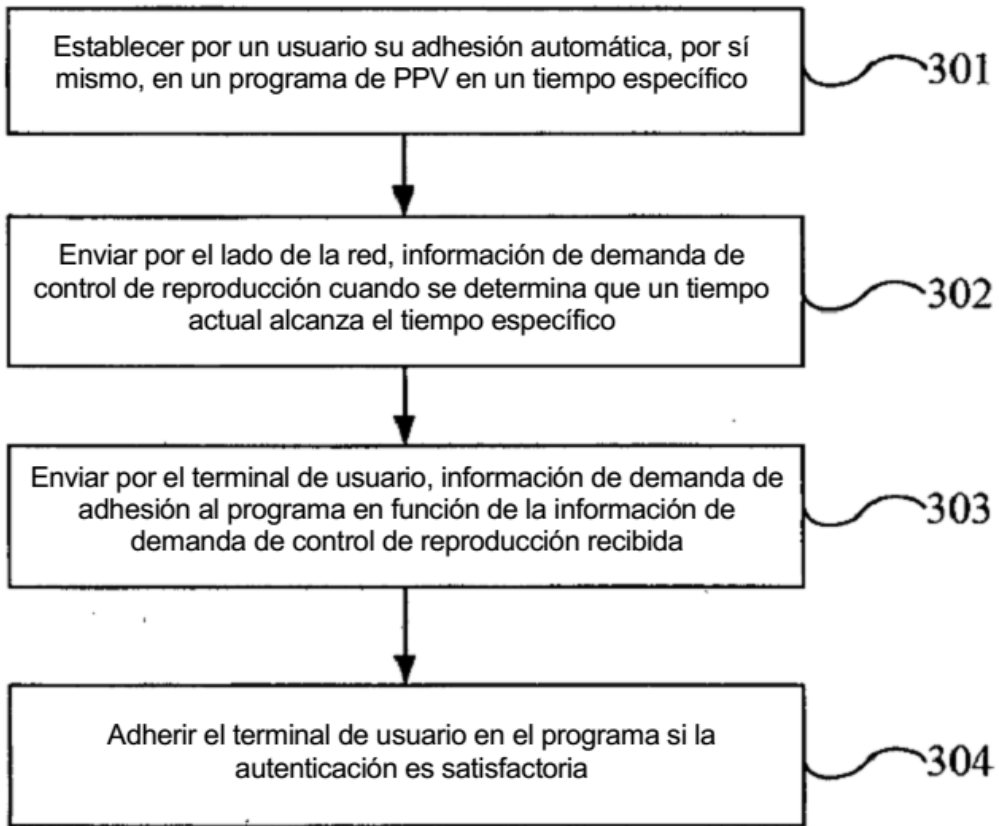 Establecer por un usuario su adhesión automática, por sí
mismo, en un programa de PPV en un tiempo específico
301
Enviar por el lado de la red, información de demanda de
control de reproducción cuando se determina que un tiempo
actual alcanza el tiempo específico
302
Enviar por el terminal de usuario, información de demanda de
adhesión al programa en función de la información de
demanda de control de reproducción recibida
303
Adherir el terminal de usuario en el programa si la
autenticación es satisfactoria
304